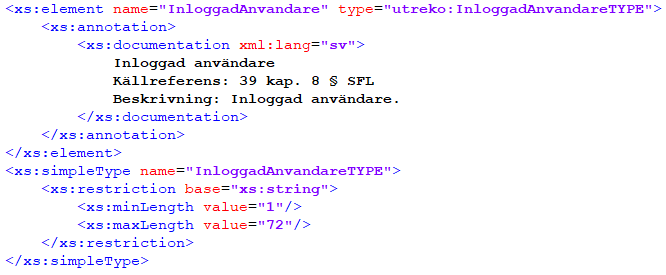 <xs:element name="InloggadAnvandare" type="utreko:InloggadAnvandareTYPE">
<xs:annotation>
<xs:documentation xml:lang="sv">
Inloggad användare
Källreferens: 39 kap. 8 § SFL
Beskrivning: Inloggad användare.
</xs:documentation>
</xs:annotation>
</xs:element>
<xs:simpleType name="InloggadAnvandareTYPE">
<xs:restriction base="xs:string">
<xs:minLength value="1"/>
<xs:maxLength value="72"/>
</xs:restriction>
</xs:simpleType>